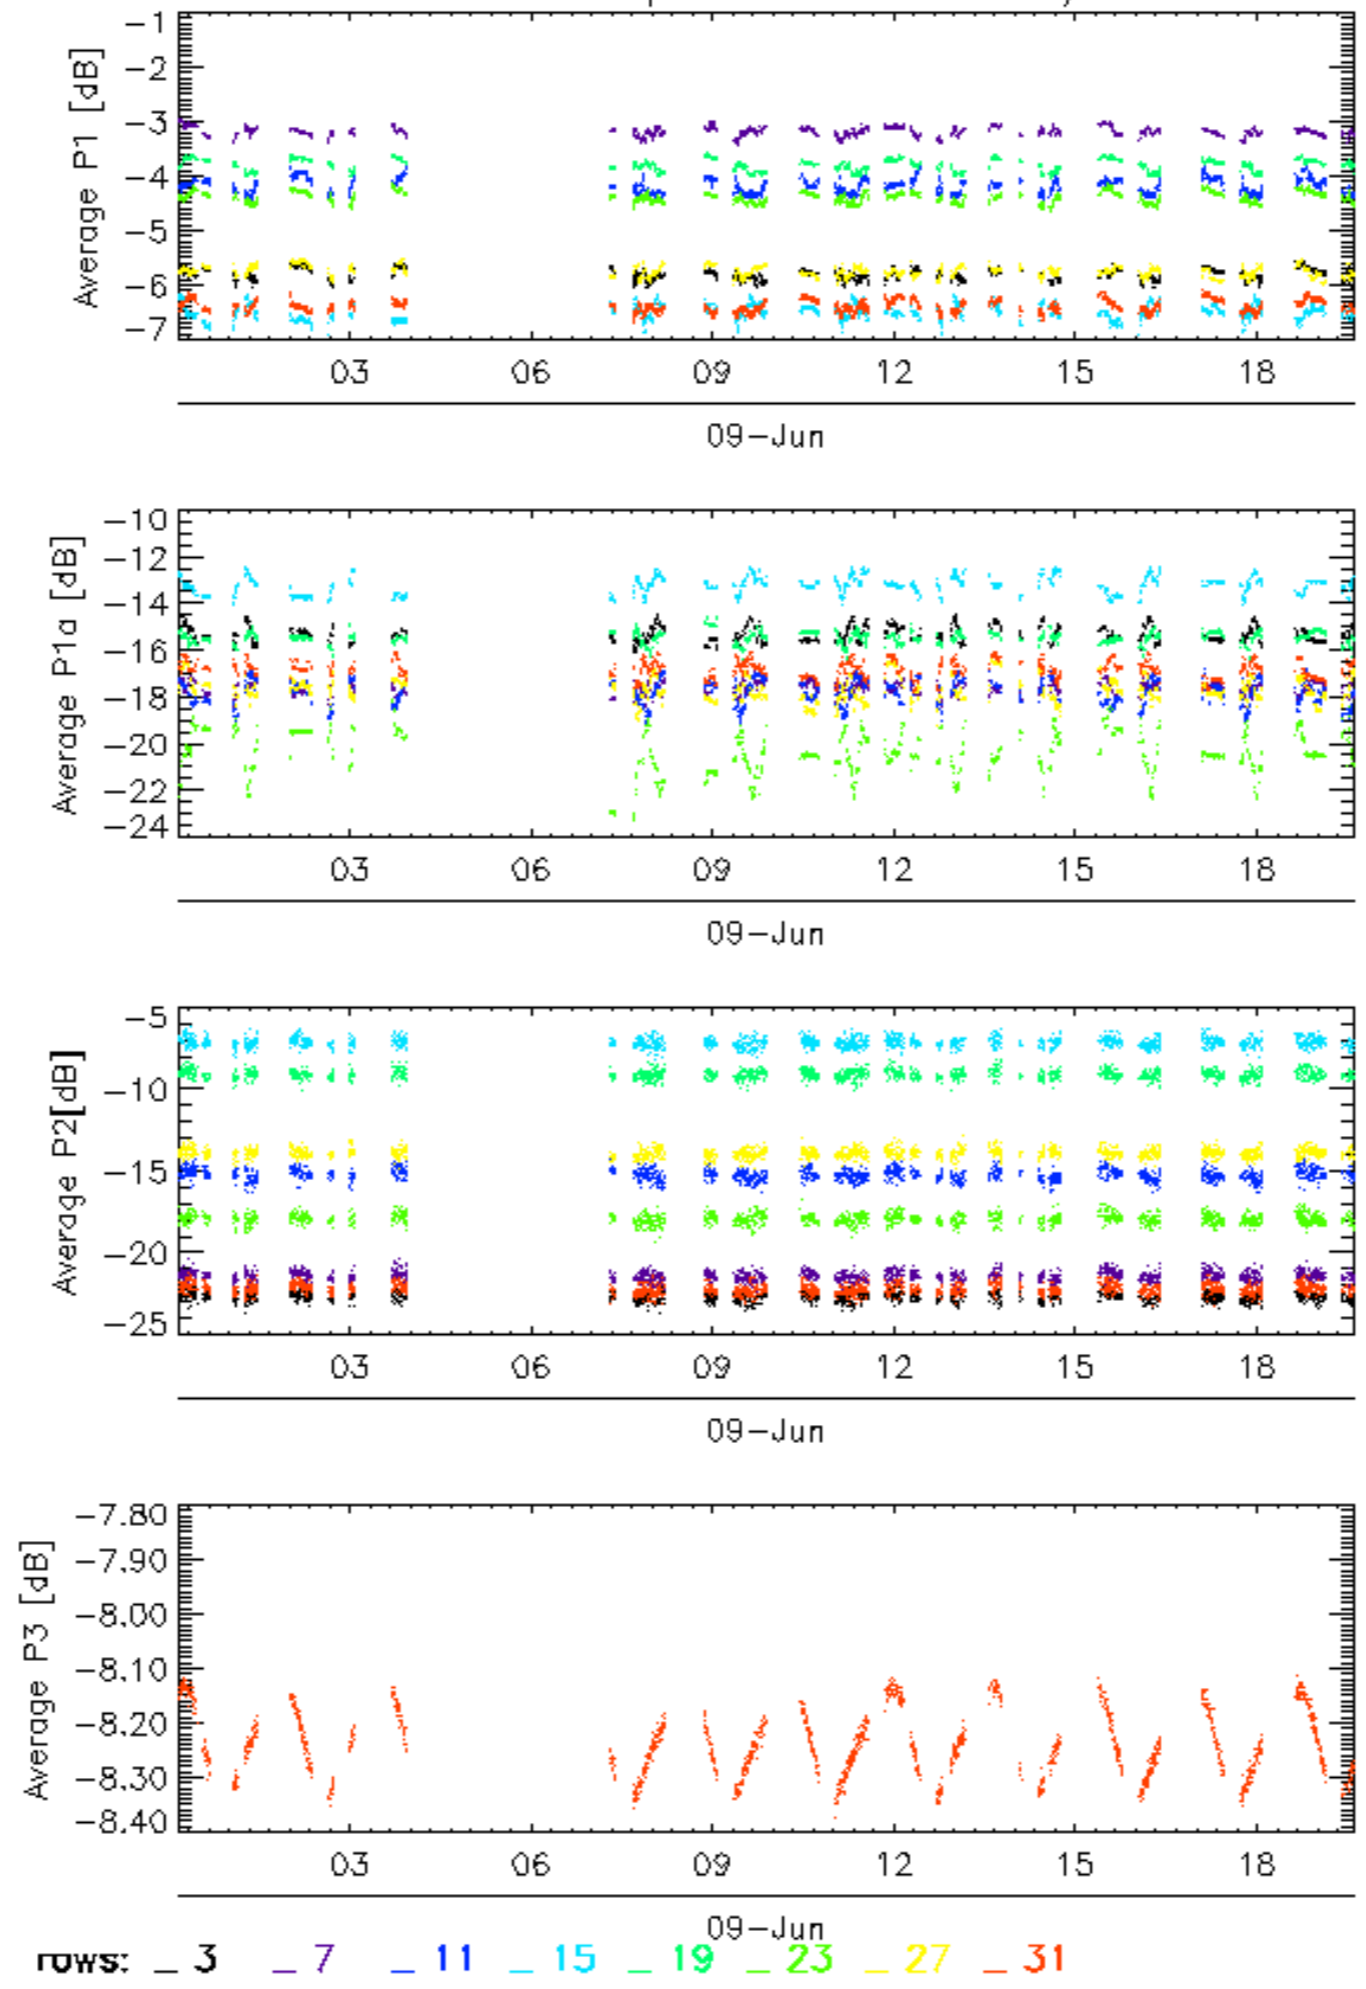 Average P1 [dB]
-1
-2
-3
-4
-5
-6
-7
03 06 09 12 15 18
09-Jun
Average P1a [dB]
-10
-12
-14
-16
-18
-20
-22
-24
03 06 09 12 15 18
09-Jun
Average P2[dB]
-5
-10
-15
-20
-25
03 06 09 12 15 18
09-Jun
Average P3 [dB]
-7.80
-7.90
-8.00
-8.10
-8.20
-8.30
-8.40
03 06 09 12 15 18
09-Jun
rows: _ 3 _ 7 _ 11 _ 15 _ 19 _ 23 _ 27 _ 31